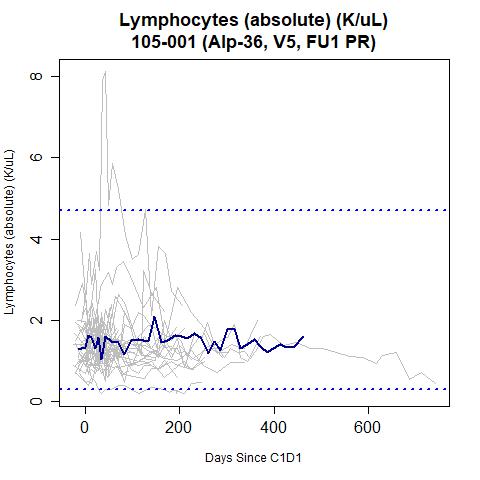 Lymphocytes (absolute) (K/uL)
105-001 (Alp-36, V5, FU1 PR)
Lymphocytes (absolute) (K/uL)
8
6
4
2
0
0 200 400 600
Days Since C1D1